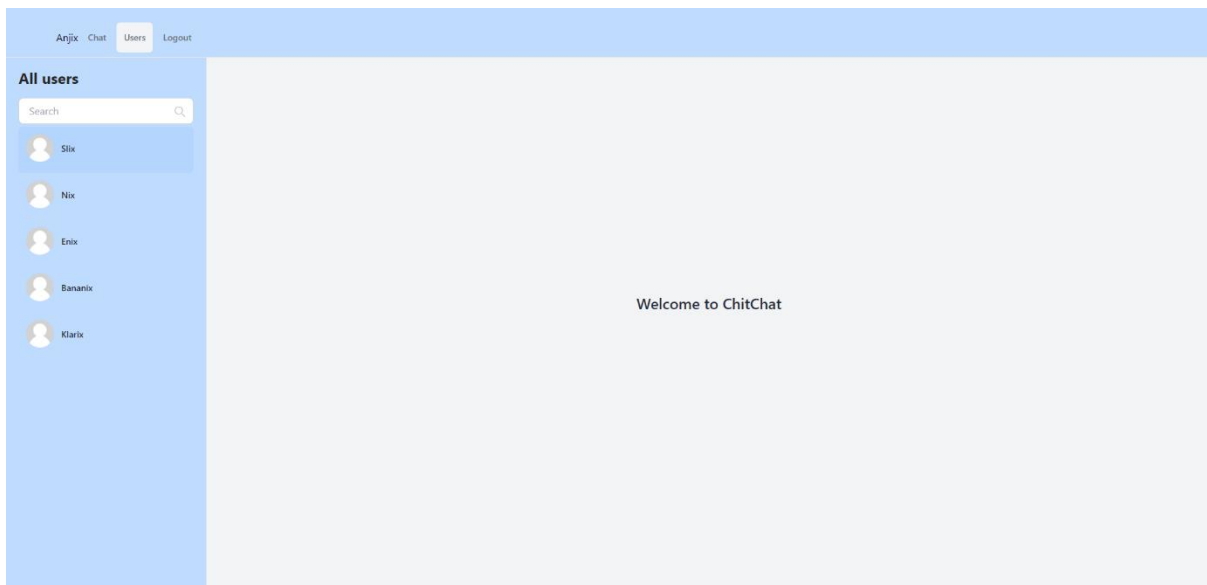 Anjix Chat Users Logout
All users
Search
Slix
Nix
Enix
Bananix
Klarix
Welcome to ChitChat